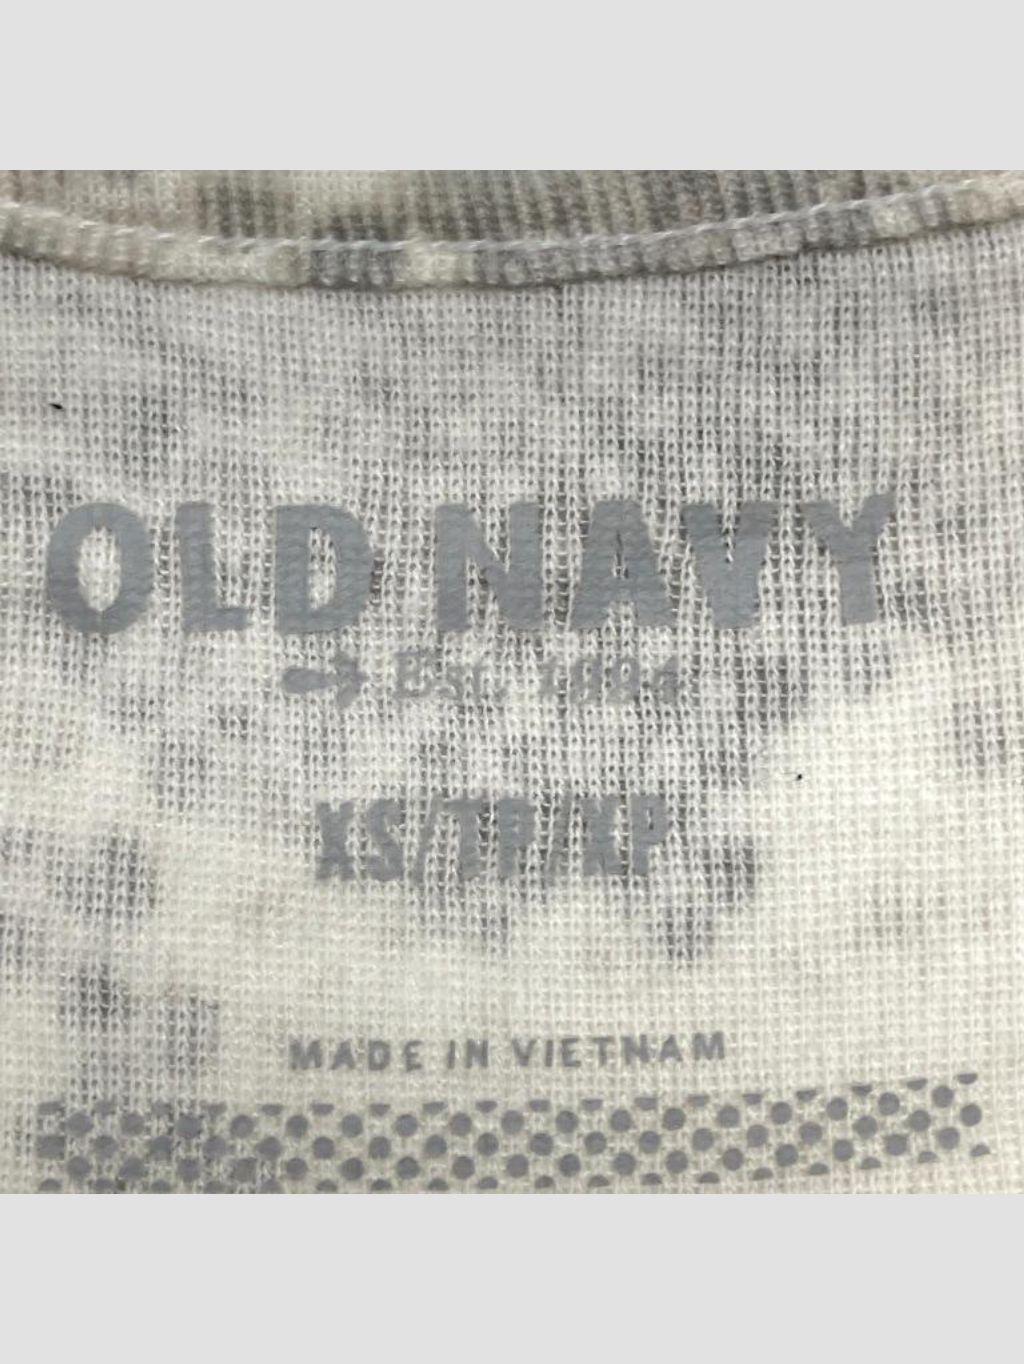 OLD NAVY
Est. 1994
XS/TP/XP
MADE IN VIETNAM